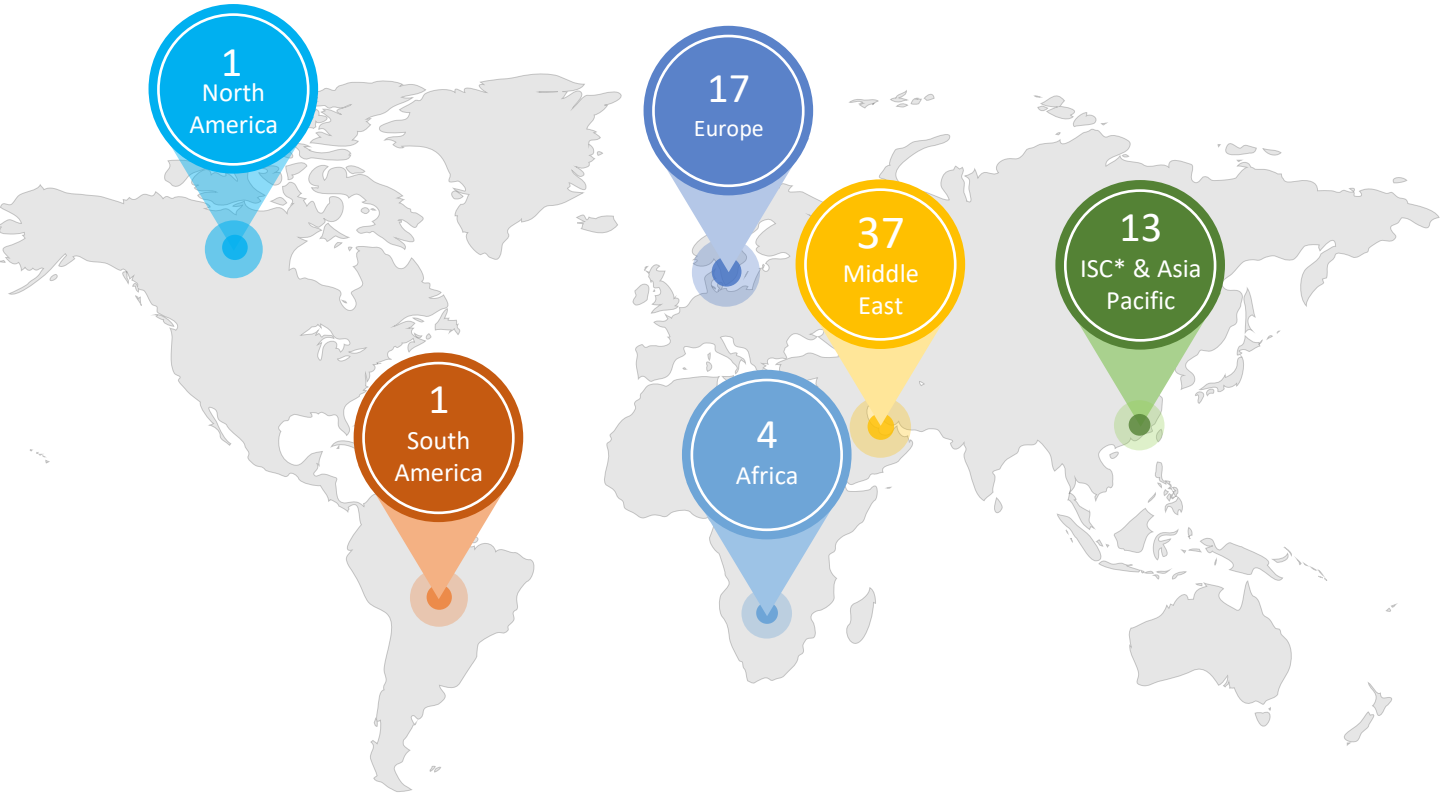 1
North
America
17
Europe
37
Middle
East
13
ISC* & Asia
Pacific
1
South
America
4
Africa